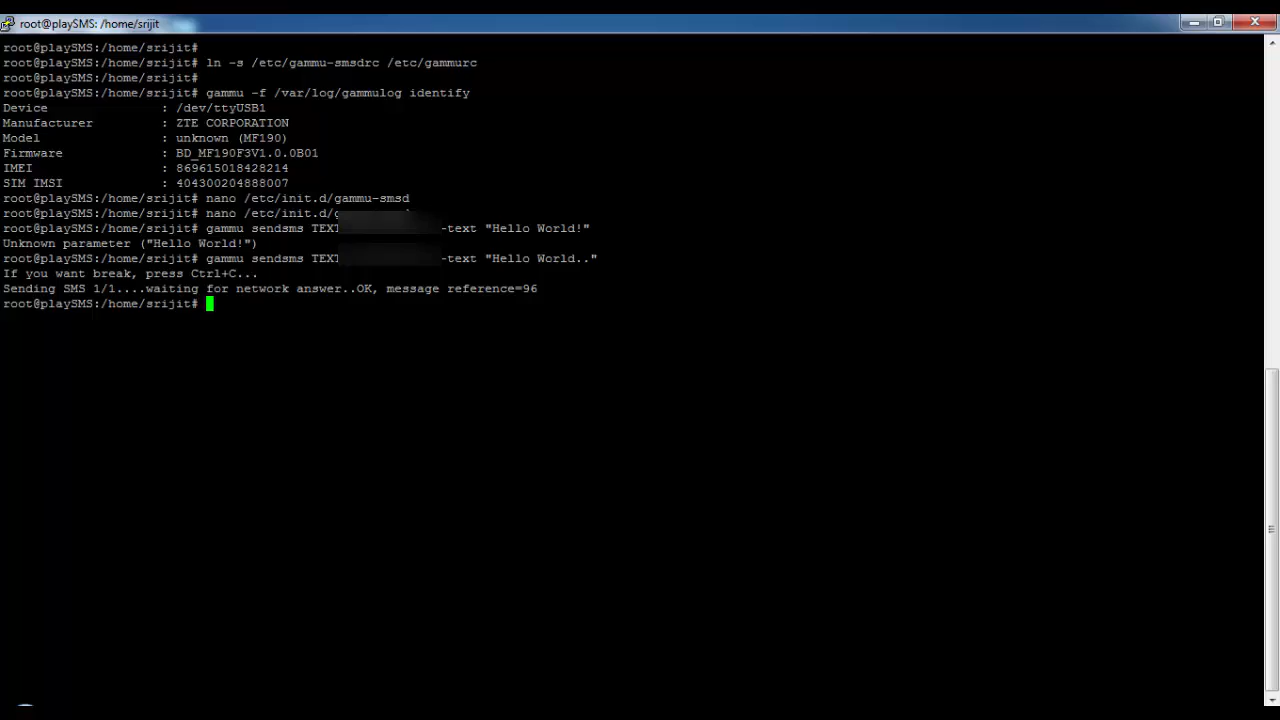 root@playSMS: /home/srijit
root@playSMS:/home/srijit#
root@playSMS:/home/srijit# ln -s /etc/gammu-smsdrc /etc/gammurc
root@playSMS:/home/srijit#
root@playSMS:/home/srijit# gammu -f /var/log/gammulog identify
Device : /dev/ttyUSB1
Manufacturer : ZTE CORPORATION
Model : unknown (MF190)
Firmware : BD_MF190F3V1.0.0B01
IMEI : 869615018428214
SIM IMSI : 404300204888007
root@playSMS:/home/srijit# nano /etc/init.d/gammu-smsd
root@playSMS:/home/srijit# nano /etc/init.d/
root@playSMS:/home/srijit# gammu sendsms TEXT -text "Hello World!"
Unknown parameter ("Hello World!")
root@playSMS:/home/srijit# gammu sendsms TEXT -text "Hello World.."
If you want break, press Ctrl+C...
Sending SMS 1/1....waiting for network answer..OK, message reference=96
root@playSMS:/home/srijit#